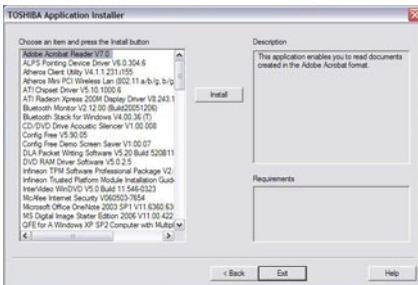 TOSHIBA Application Installer
Choose an item and press the Install button
Adobe Acrobat Reader V7.0
ALPS Pointing Device Driver V6.0.304.6
Atheros Client Utility V4.1.1.231/155
Atheros Mini PCI Wireless Lan (802.11 a/b/g, b/g)
ATI Chipset Driver V5.10.1000.6
ATI Radeon Xpress 200M Display Driver V8.243.1
Bluetooth Monitor V2.12.00 (Build20051206)
Bluetooth Stack for Windows V4.00.36 (T)
CD/DVD Drive Acoustic Silencer V1.00.008
Config Free V5.90.05
Config Free Demo Screen Saver V1.00.07
DLA Packet Writing Software V5.20 Build 520B11
DVD RAM Driver Software V5.0.2.5
Infineon TPM Software Professional Package V2.
Infineon Trusted Platform Module Installation Guide
InterVideo WinDVD V5.0 Build 11.546-0323
McAfee Internet Security V060503-7654
Microsoft Office OneNote 2003 SP1 V11.6360.63
MS Digital Image Starter Edition 2006 V11.00.422
QFE for A Windows XP SP2 Computer with Multipl
Install
Description
This application enables you to read documents
created in the Adobe Acrobat format.
Requirements
< Back
Exit
Help